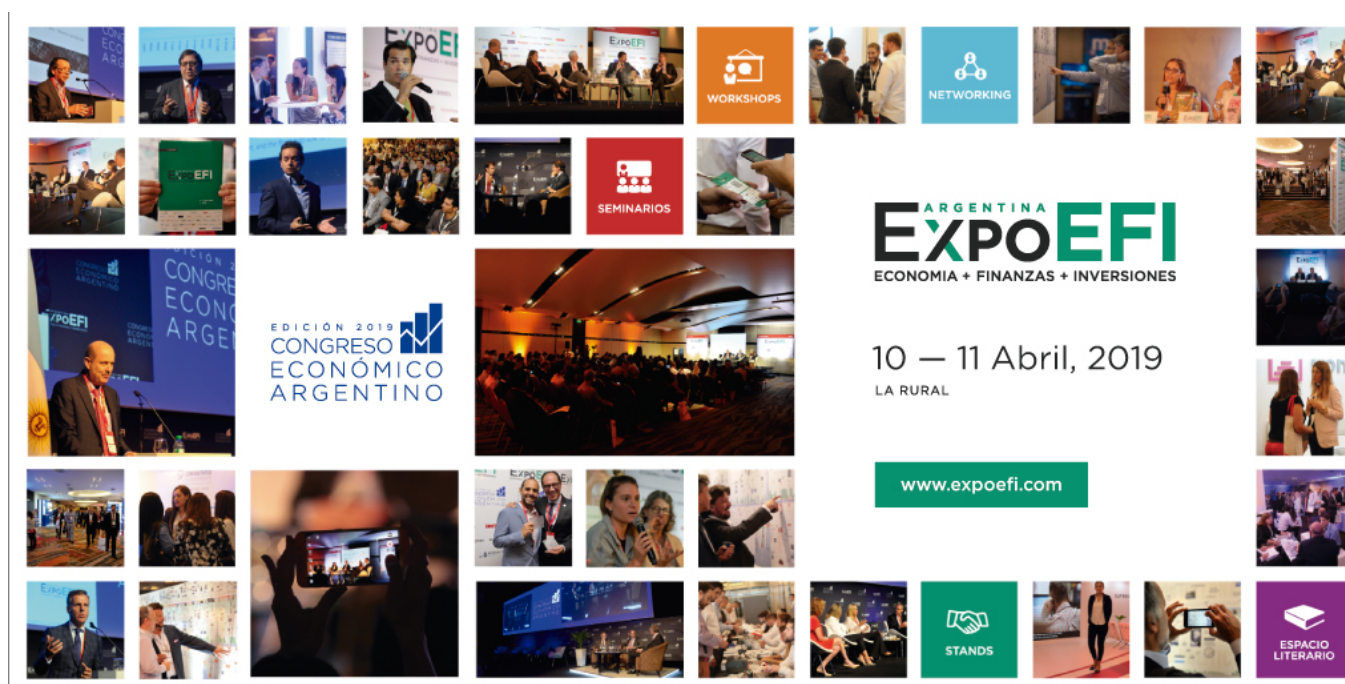 WORKSHOPS
NETWORKING
SEMINARIOS
ARGENTINA
EXPOEFI
ECONOMIA + FINANZAS + INVERSIONES
EDICIÓN 2019
CONGRESO
ECONÓMICO
ARGENTINO
10 — 11 Abril, 2019
LA RURAL
www.expoefi.com
STANDS
ESPACIO
LITERARIO